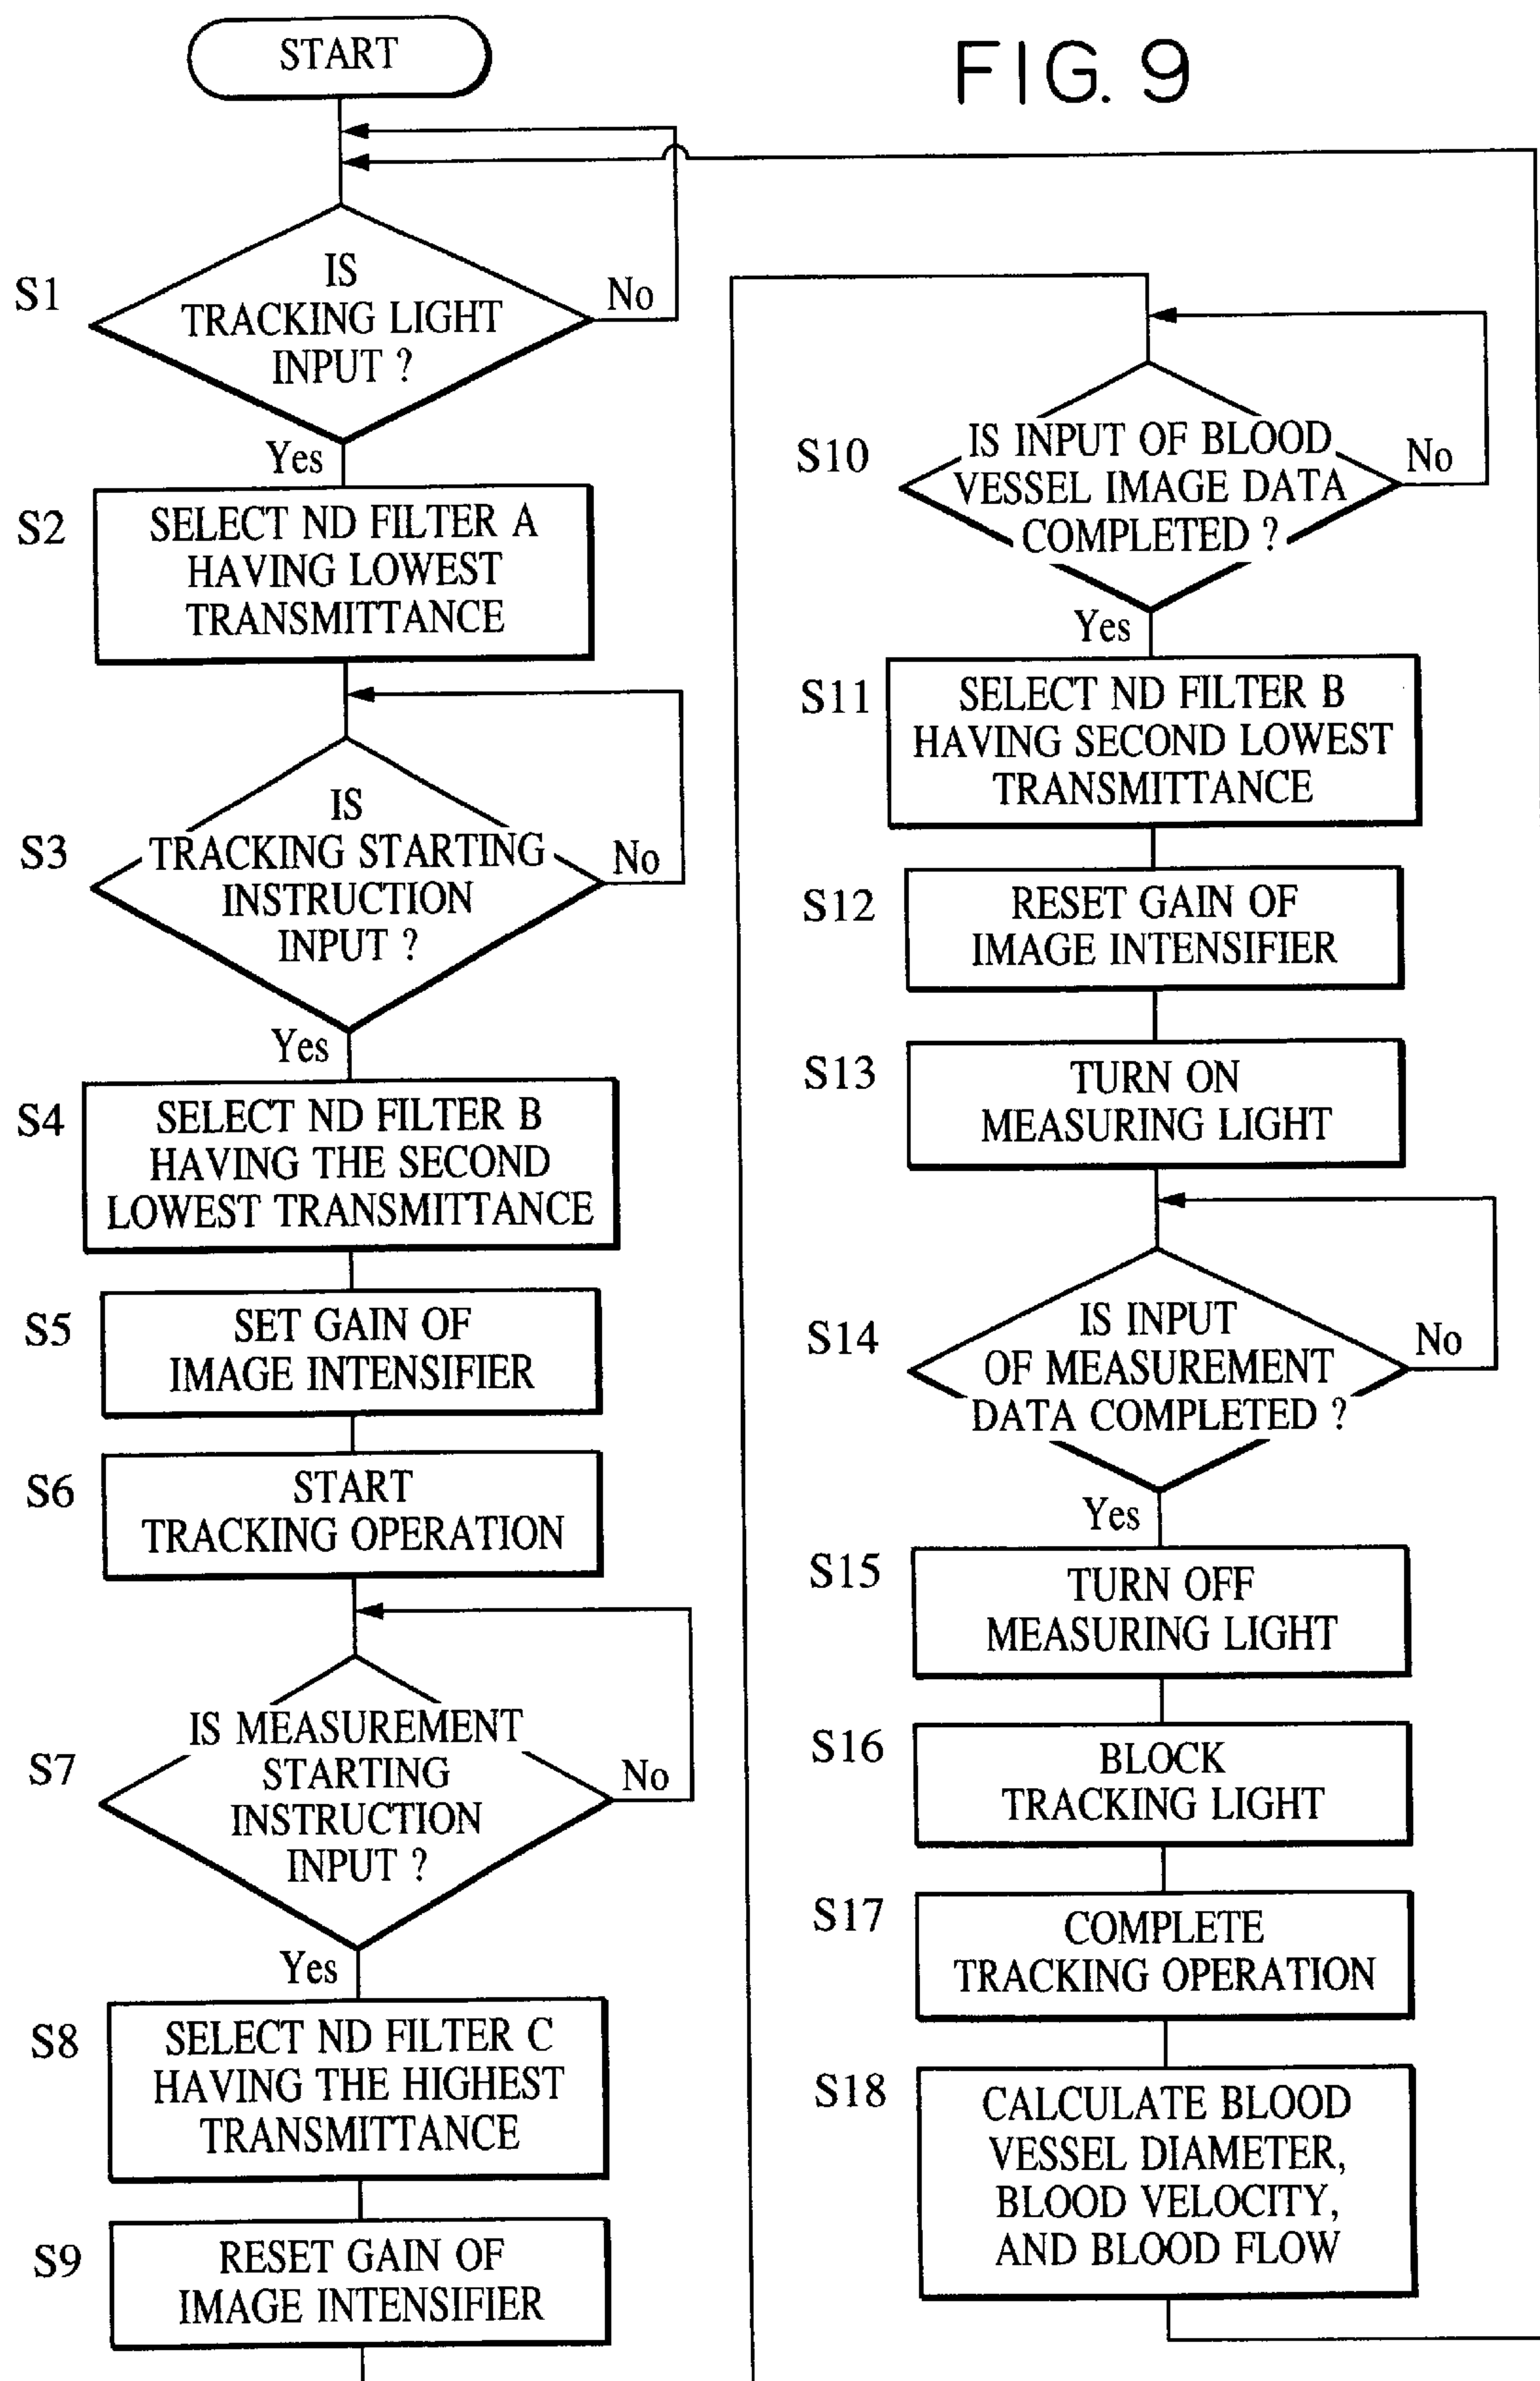 FIG. 9
START
S1
IS
TRACKING LIGHT
INPUT ?
No
Yes
S2
SELECT ND FILTER A
HAVING LOWEST
TRANSMITTANCE
S3
IS
TRACKING STARTING
INSTRUCTION
INPUT ?
No
Yes
S4
SELECT ND FILTER B
HAVING THE SECOND
LOWEST TRANSMITTANCE
S5
SET GAIN OF
IMAGE INTENSIFIER
S6
START
TRACKING OPERATION
S7
IS MEASUREMENT
STARTING
INSTRUCTION
INPUT ?
No
Yes
S8
SELECT ND FILTER C
HAVING THE HIGHEST
TRANSMITTANCE
S9
RESET GAIN OF
IMAGE INTENSIFIER
S10
IS INPUT OF BLOOD
VESSEL IMAGE DATA
COMPLETED ?
No
Yes
S11
SELECT ND FILTER B
HAVING SECOND LOWEST
TRANSMITTANCE
S12
RESET GAIN OF
IMAGE INTENSIFIER
S13
TURN ON
MEASURING LIGHT
S14
IS INPUT
OF MEASUREMENT
DATA COMPLETED ?
No
Yes
S15
TURN OFF
MEASURING LIGHT
S16
BLOCK
TRACKING LIGHT
S17
COMPLETE
TRACKING OPERATION
S18
CALCULATE BLOOD
VESSEL DIAMETER,
BLOOD VELOCITY,
AND BLOOD FLOW